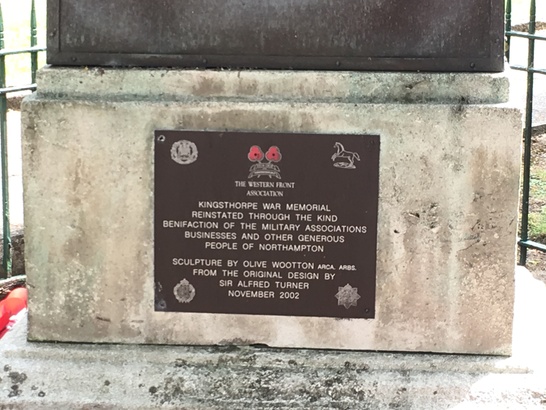 THE WESTERN FRONT
ASSOCIATION
KINGSTHORPE WAR MEMORIAL
REINSTATED THROUGH THE KIND
BENIFACTION OF THE MILITARY ASSOCIATIONS
BUSINESSES AND OTHER GENEROUS
PEOPLE OF NORTHAMPTON
SCULPTURE BY OLIVE WOOTTON ARCA. ARBS.
FROM THE ORIGINAL DESIGN BY
SIR ALFRED TURNER
NOVEMBER 2002